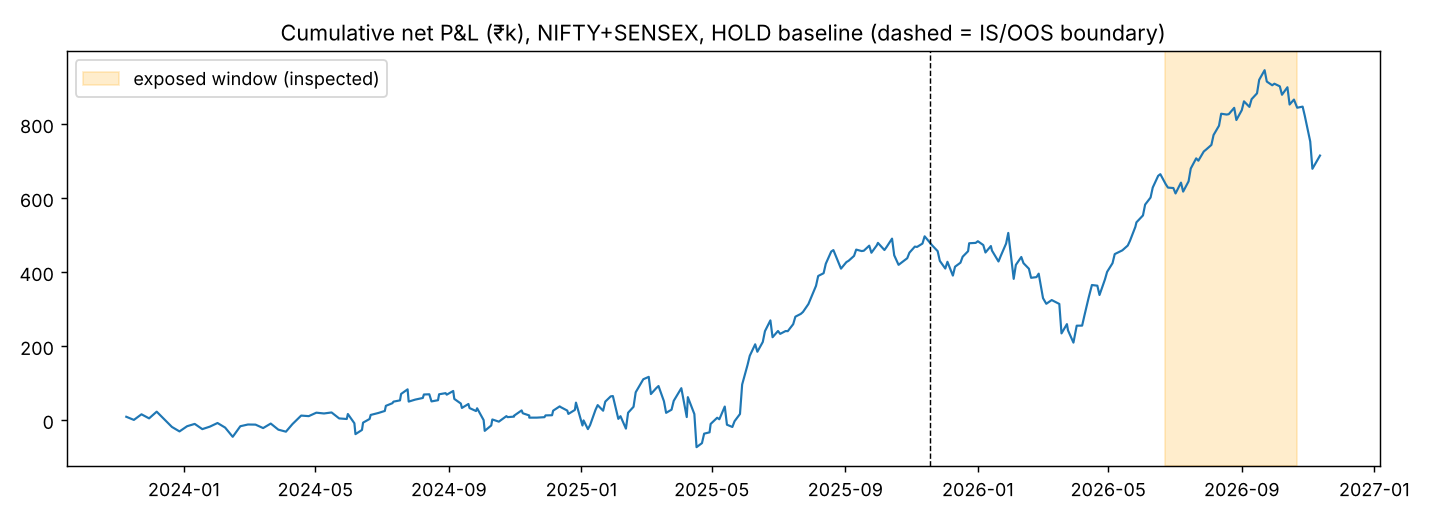 Cumulative net P&L (₹k), NIFTY+SENSEX, HOLD baseline (dashed = IS/OOS boundary)
exposed window (inspected)
800
600
400
200
0
2024-01 2024-05 2024-09 2025-01 2025-05 2025-09 2026-01 2026-05 2026-09 2027-01